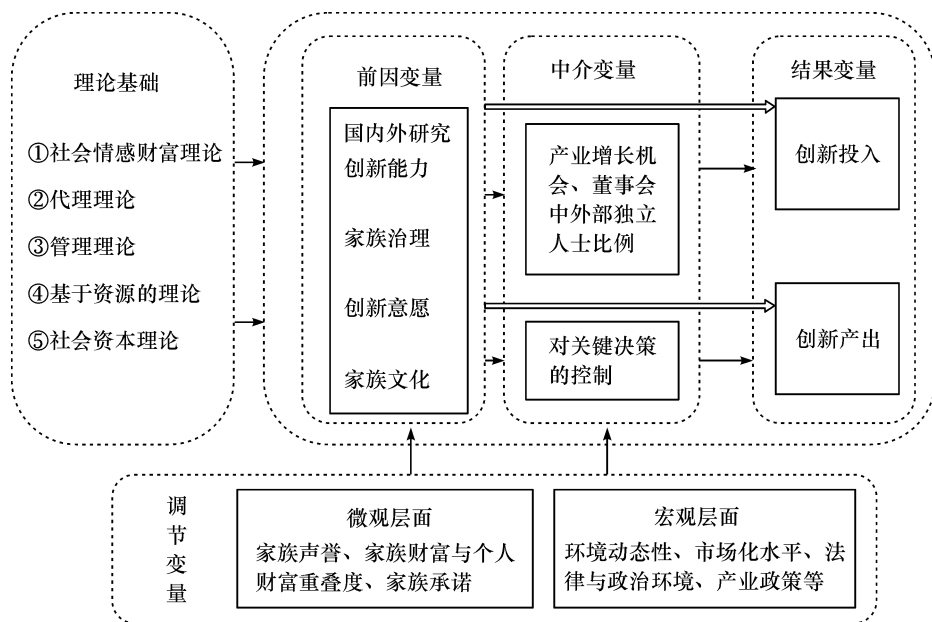 理论基础
①社会情感财富理论
②代理理论
③管理理论
④基于资源的理论
⑤社会资本理论
前因变量
国内外研究
创新能力
家族治理
创新意愿
家族文化
中介变量
产业增长机
会、董事会
中外部独立
人士比例
对关键决策
的控制
结果变量
创新投入
创新产出
调
节
变
量
微观层面
家族声誉、家族财富与个人
财富重叠度、家族承诺
宏观层面
环境动态性、市场化水平、法
律与政治环境、产业政策等